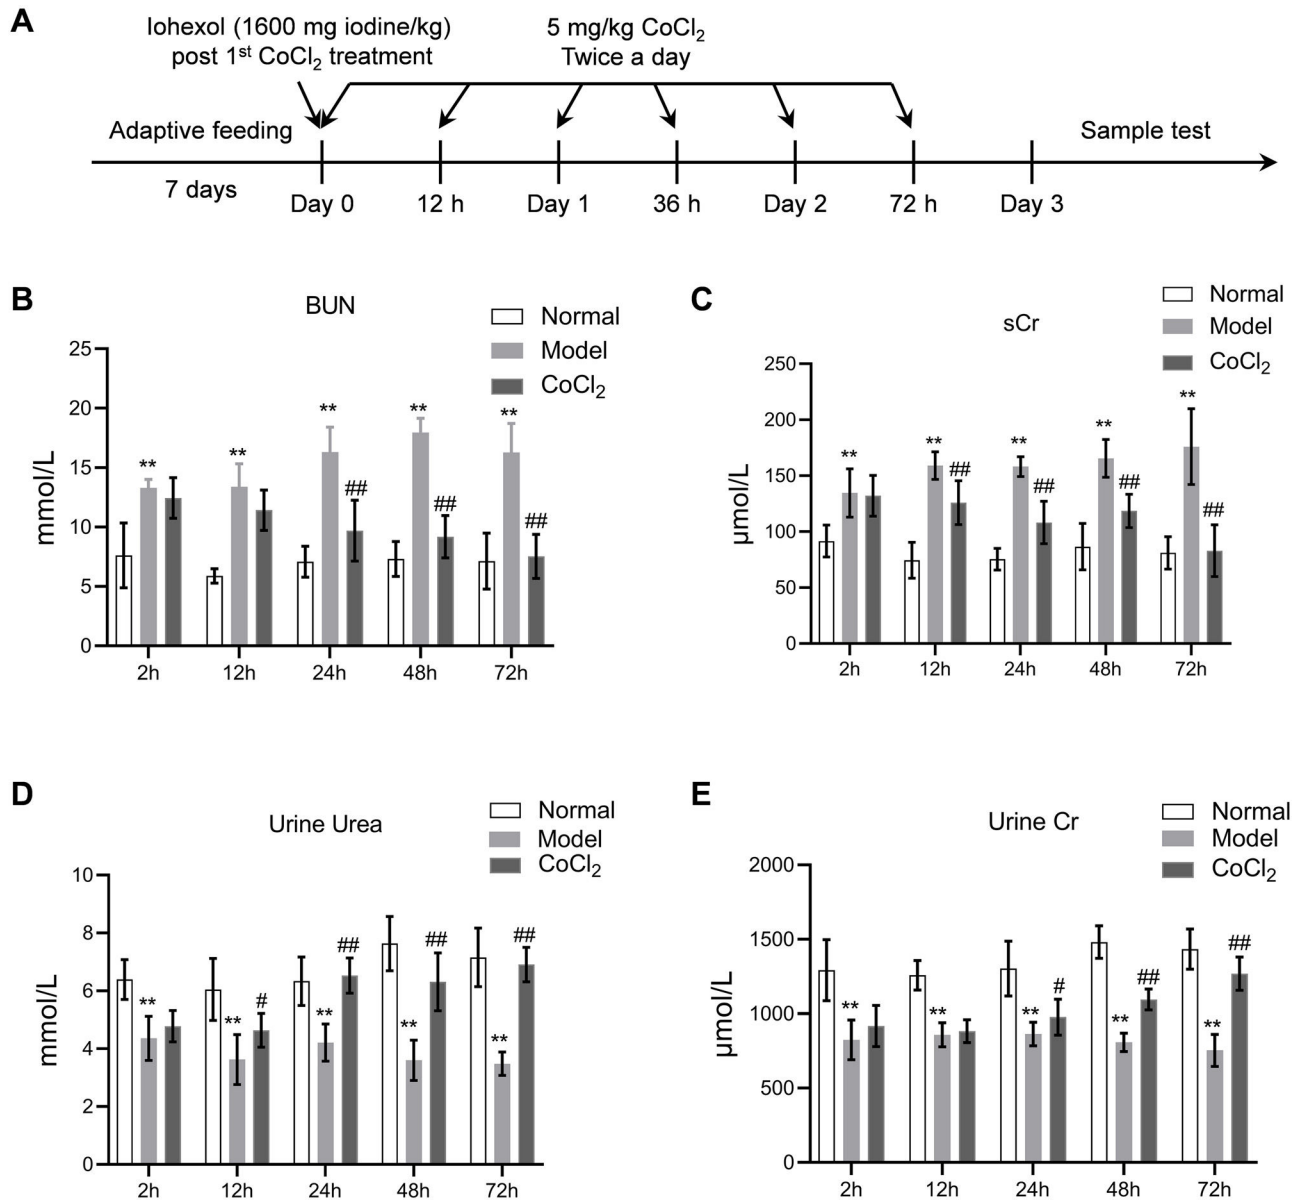 A
Iohexol (1600 mg iodine/kg)
post 1st CoCl2 treatment
5 mg/kg CoCl2
Twice a day
Adaptive feeding
Sample test
7 days
Day 0
12 h
Day 1
36 h
Day 2
72 h
Day 3
B
BUN
Normal
Model
CoCl2
mmol/L
25
20
15
10
5
0
** ** ** ** **
## ## ##
2h 12h 24h 48h 72h
C
sCr
Normal
Model
CoCl2
μmol/L
250
200
150
100
50
0
** ** ** ** **
## ## ## ##
2h 12h 24h 48h 72h
D
Urine Urea
Normal
Model
CoCl2
mmol/L
10
8
6
4
2
0
** ** ** ** **
# ## ## ##
2h 12h 24h 48h 72h
E
Urine Cr
Normal
Model
CoCl2
μmol/L
2000
1500
1000
500
0
** ** ** ** **
# ## ##
2h 12h 24h 48h 72h